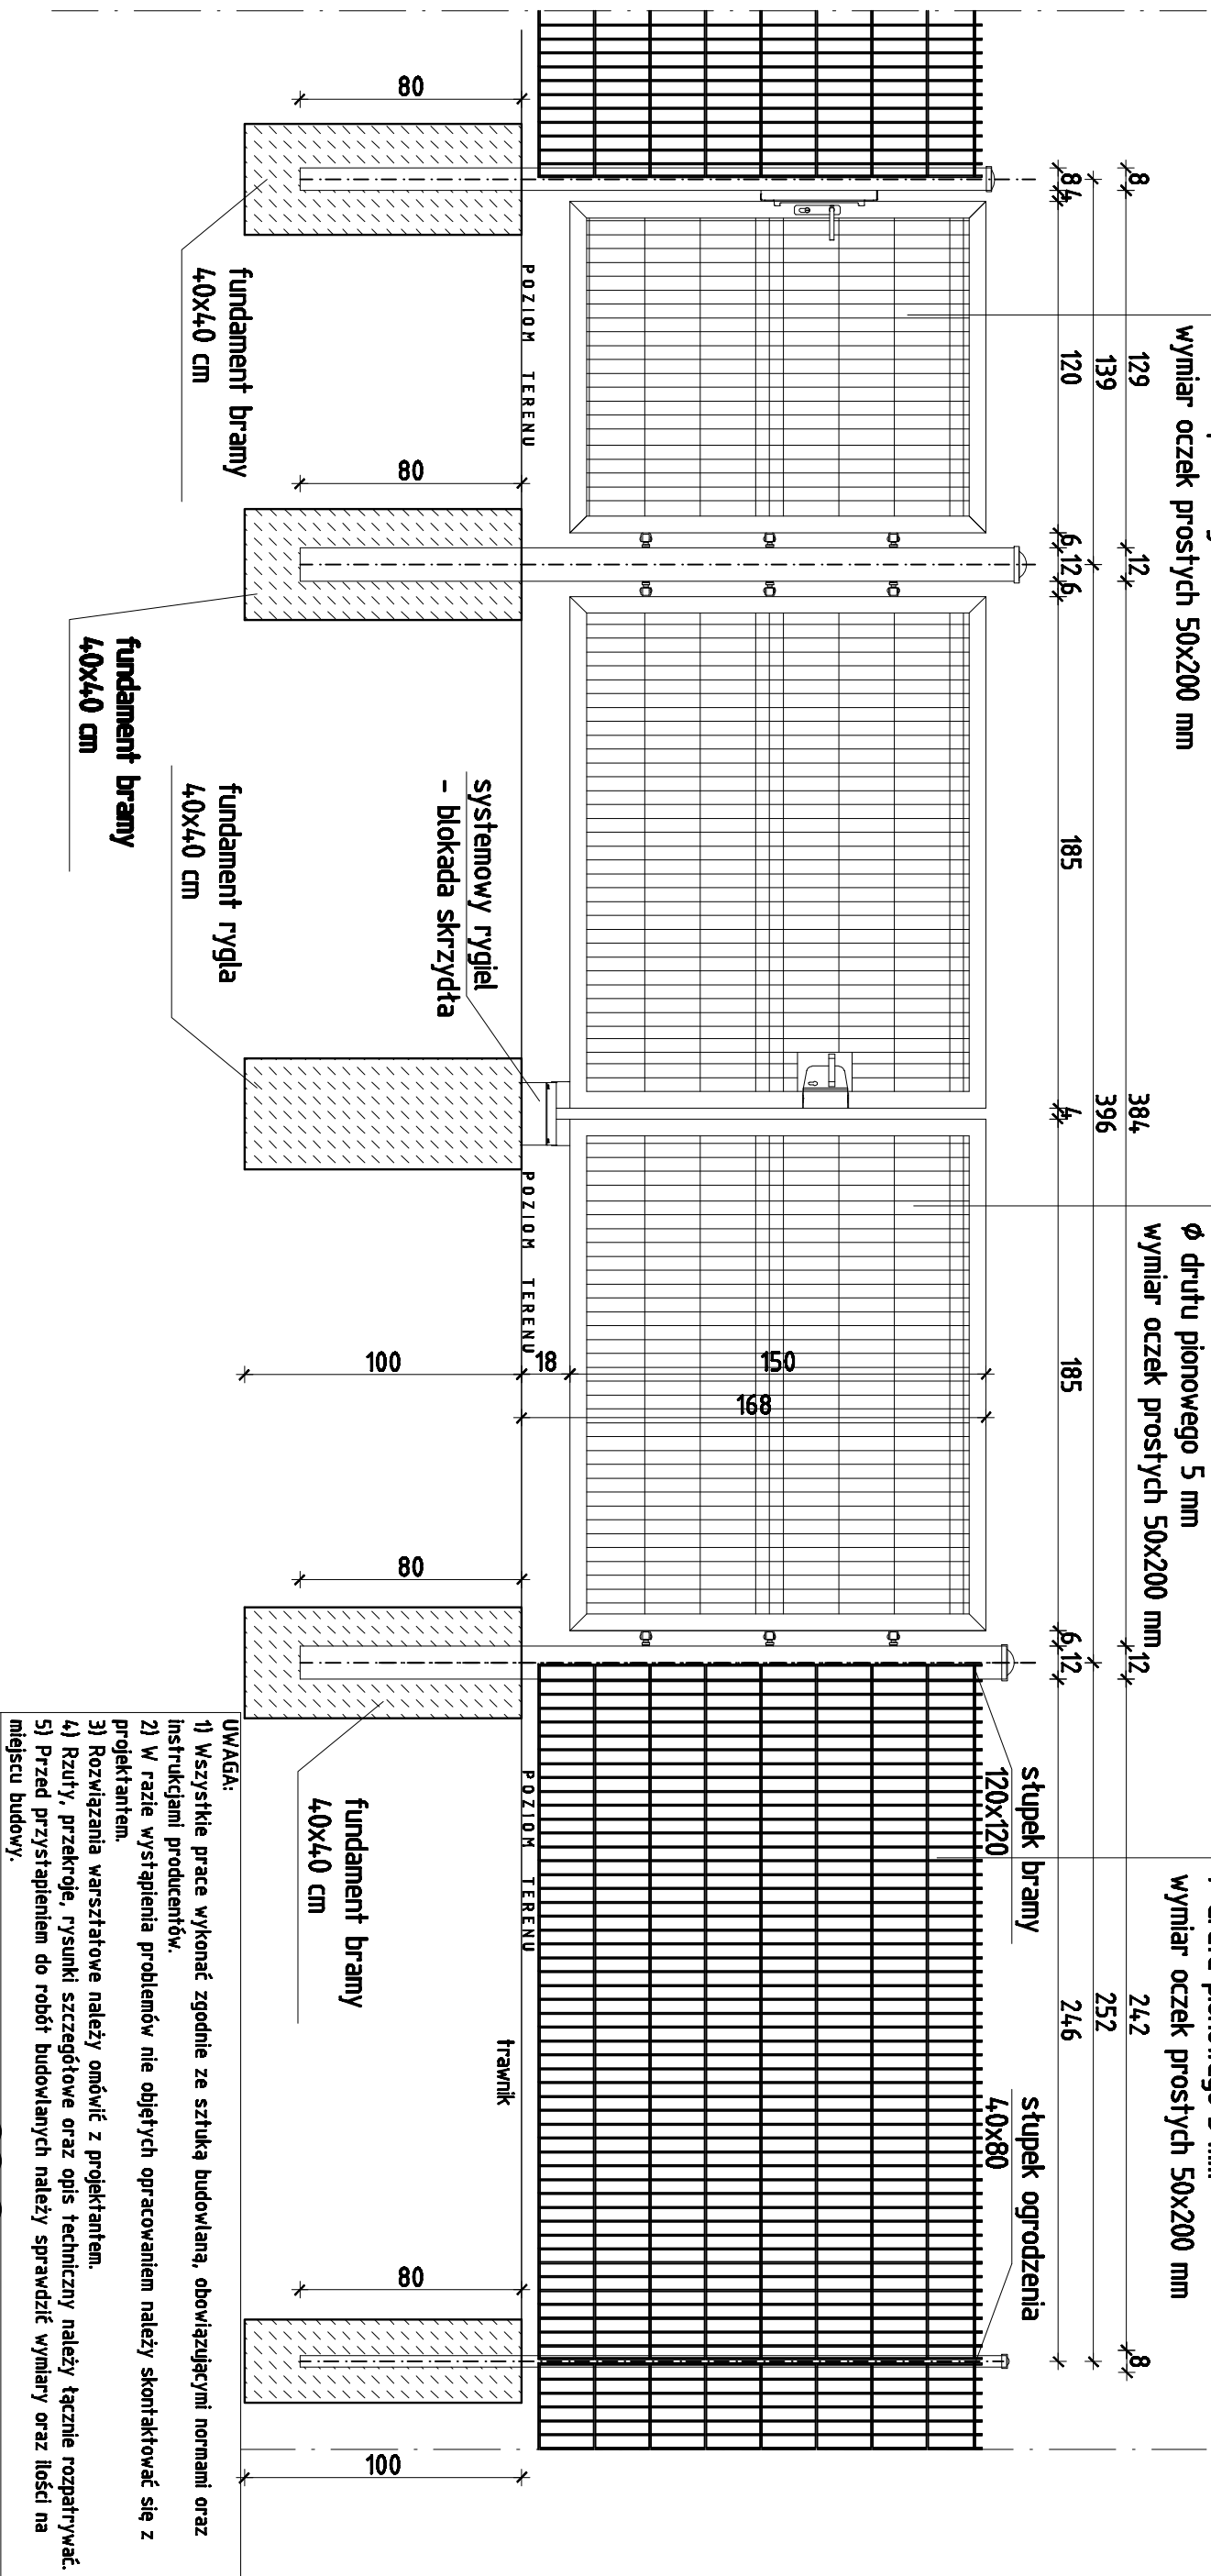 wymiar oczek prostych 50x200 mm
ø drutu pionowego 5 mm
wymiar oczek prostych 50x200 mm
wymiar oczek prostych 50x200 mm
8 129 12 384 12 242 8
139 396 252
8 4 120 6 12 6 185 4 185 6 12 246
słupek bramy
120x120
słupek ogrodzenia
40x80
150
168
18
POZIOM TERENU
POZIOM TERENU
POZIOM TERENU
trawnik
systemowy rygiel
- blokada skrzydła
80
80
100
80
80
100
fundament bramy
40x40 cm
fundament bramy
40x40 cm
fundament rygla
40x40 cm
fundament bramy
40x40 cm
UWAGA:
1) Wszystkie prace wykonać zgodnie ze sztuką budowlaną, obowiązującymi normami oraz
instrukcjami producentów.
2) W razie wystąpienia problemów nie objętych opracowaniem należy skontaktować się z
projektantem.
3) Rozwiązania warsztatowe należy omówić z projektantem.
4) Rzuty, przekroje, rysunki szczegółowe oraz opis techniczny należy łącznie rozpatrywać.
5) Przed przystąpieniem do robót budowlanych należy sprawdzić wymiary oraz ilości na
miejscu budowy.